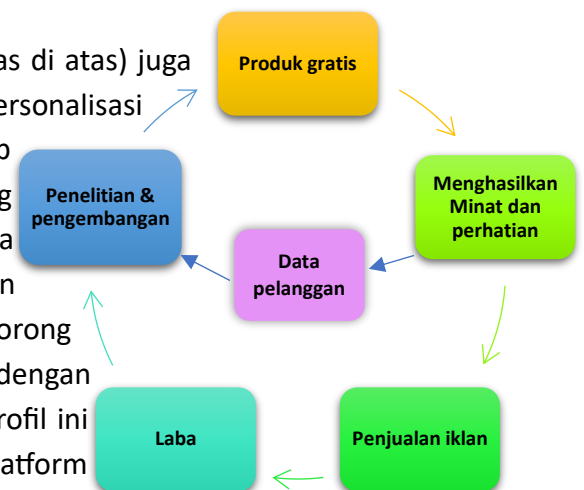 as di atas) juga
ersonalisasi
orong
dengan
rofil ini
atform
Produk gratis
Menghasilkan
Minat dan
perhatian
Penjualan iklan
Laba
Penelitian &
pengembangan
Data
pelanggan